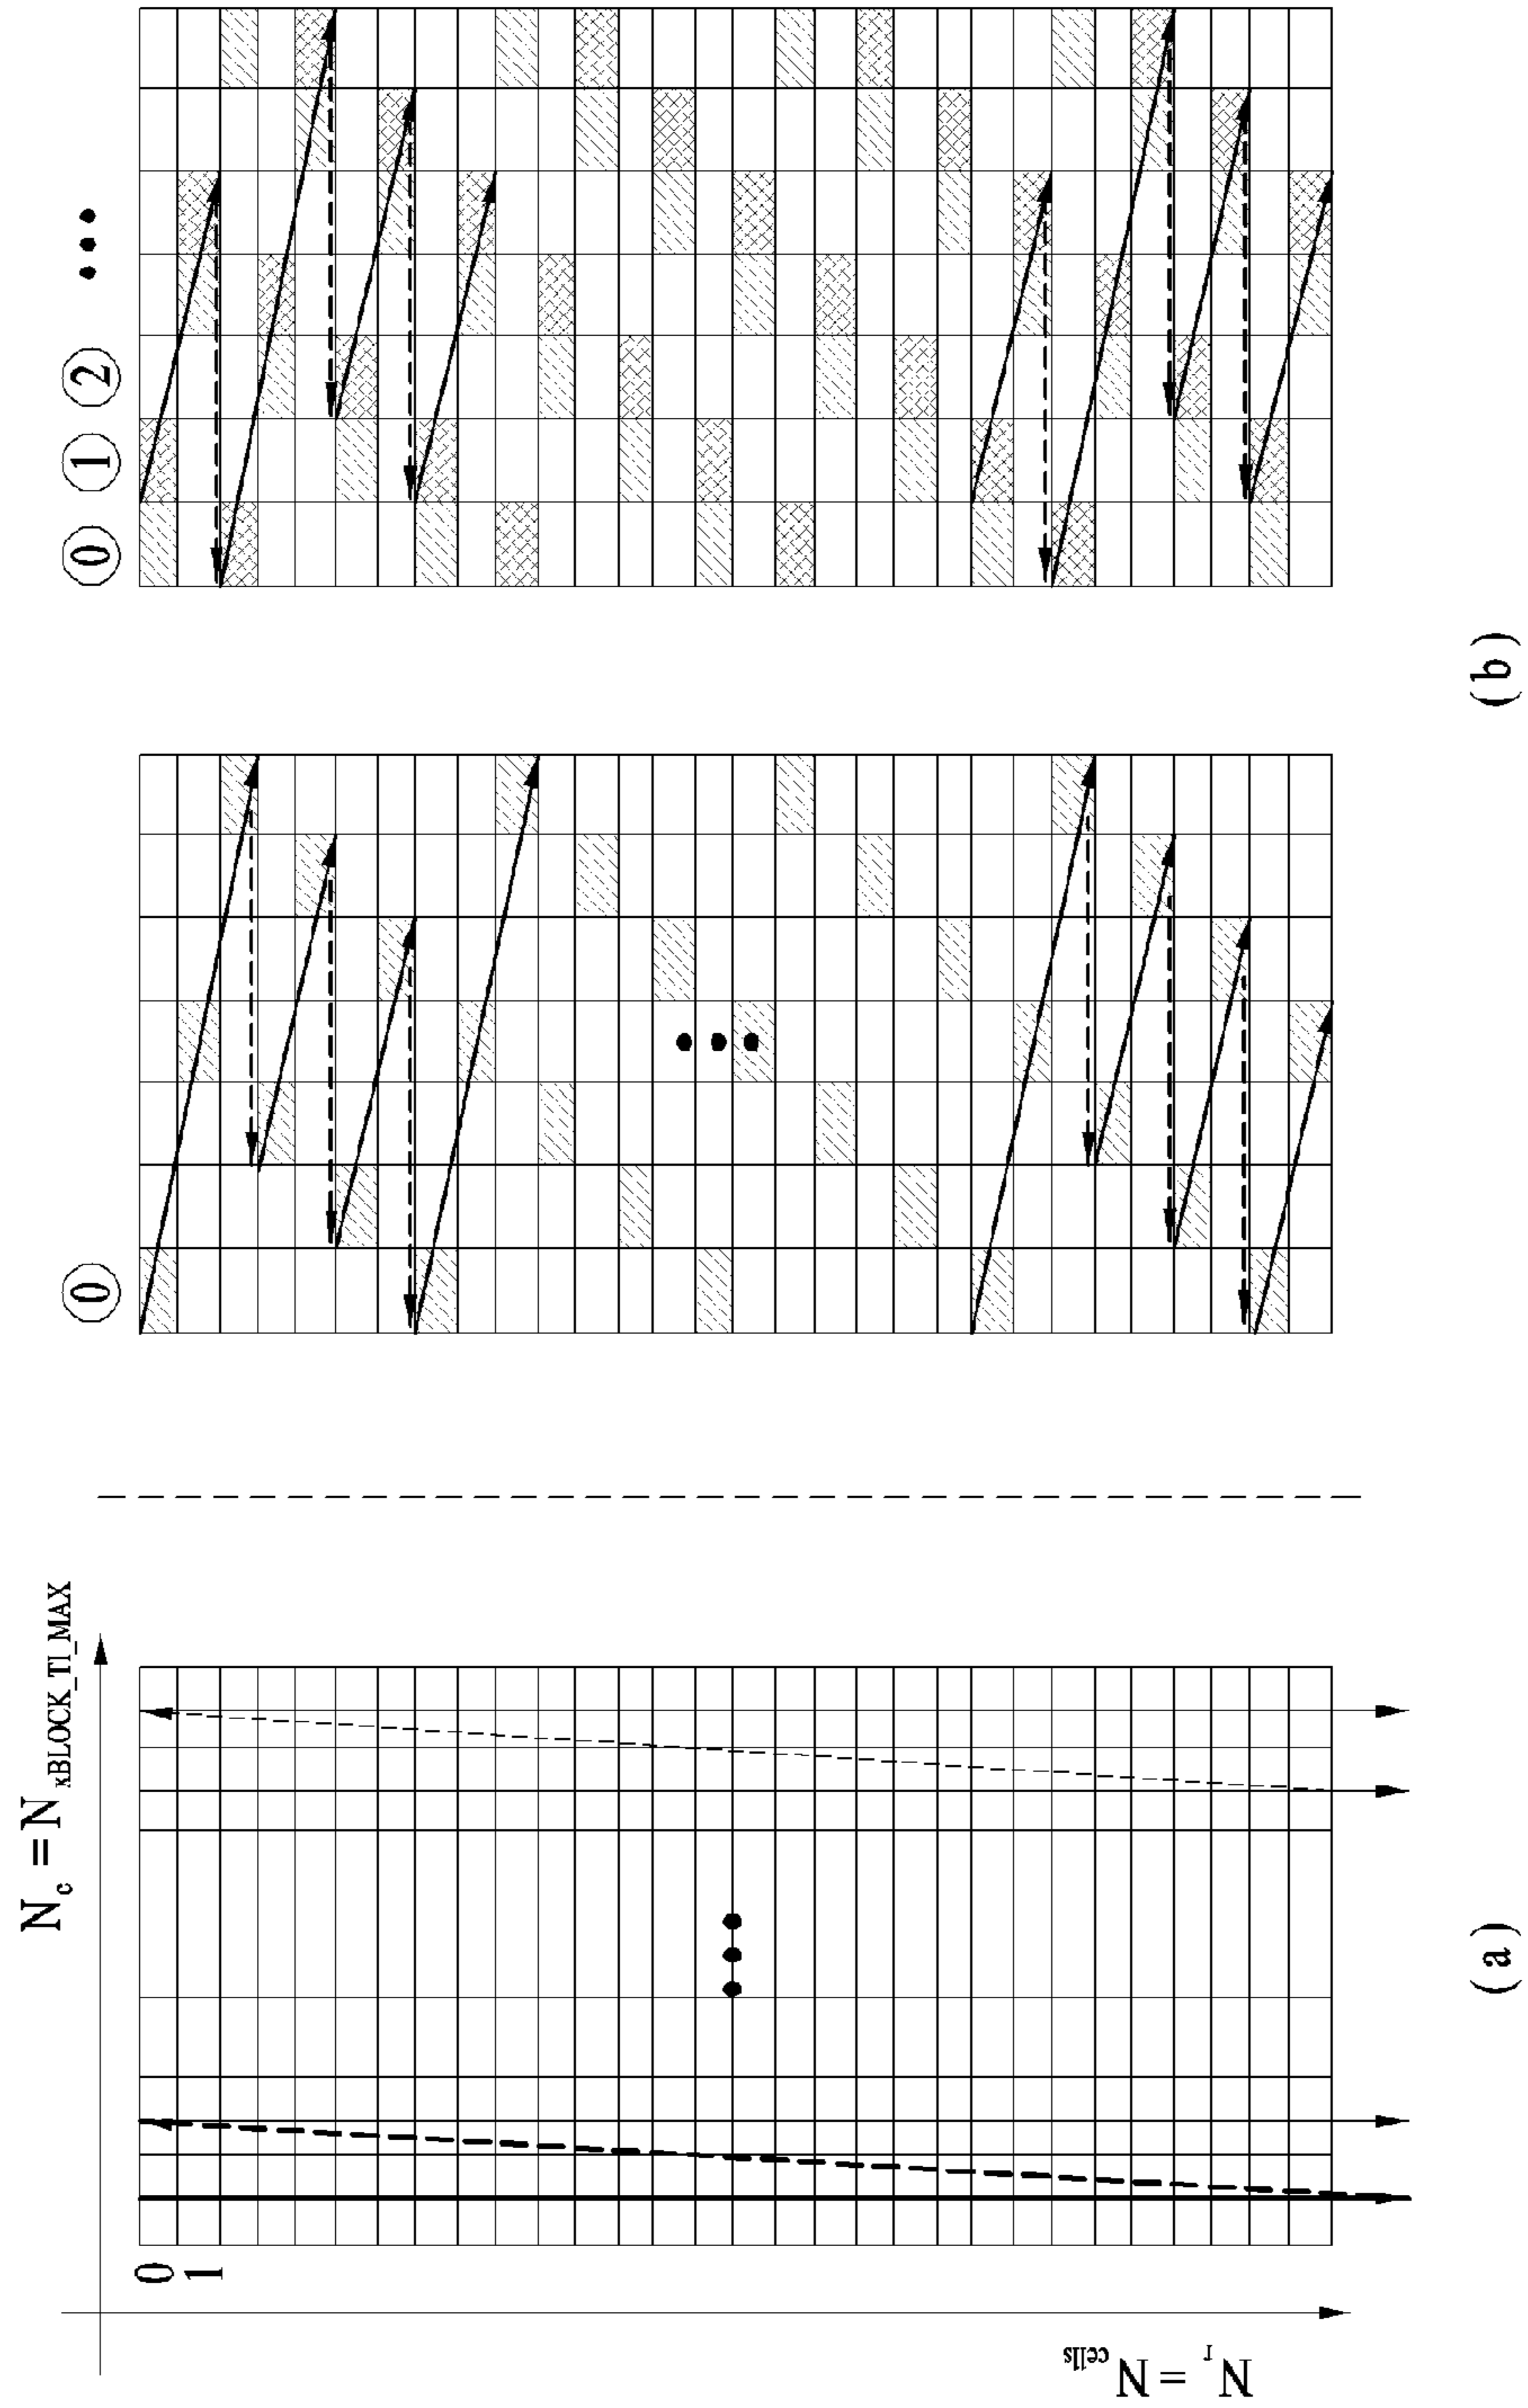 N_c = N_xBLOCK_TI_MAX
0
1
N_r = N_cells
(a)
⓪
⓪ ① ② •••
(b)